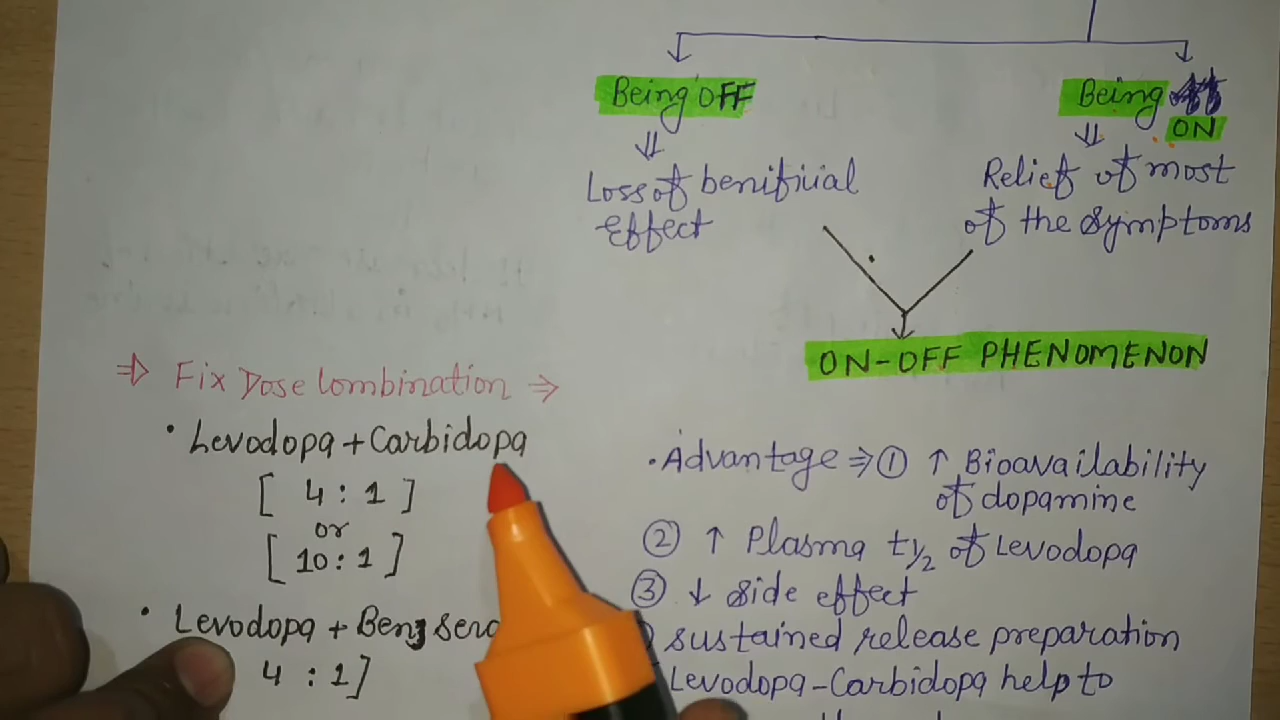 Being OFF
Being
ON
Loss of benificial
Effect
Relief of most
of the symptoms
ON-OFF PHENOMENON
⇒ Fix Dose Combination ⇒
• Levodopa + Carbidopa
[ 4 : 1 ]
or
[ 10 : 1 ]
• Levodopa +
4 : 1 ]
• Advantage ⇒ ① ↑ Bioavailability
of dopamine
② ↑ Plasma t1/2 of Levodopa
③ ↓ side effect
sustained release preparation
Levodopa-Carbidopa help to